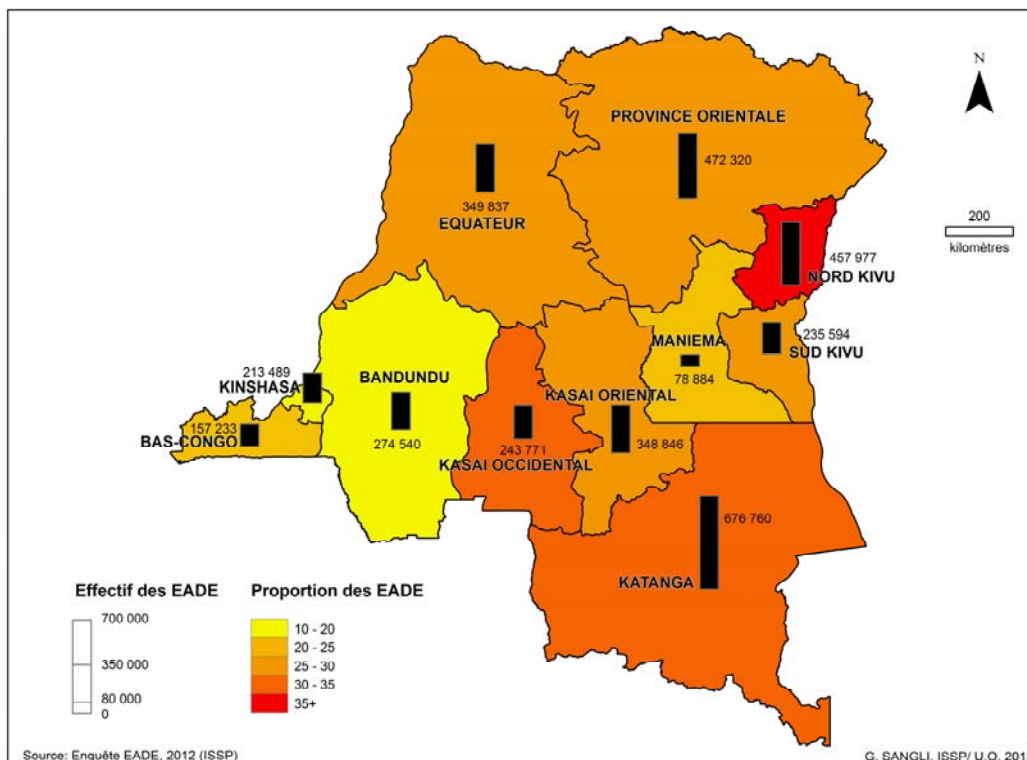 N
PROVINCE ORIENTALE
472 320
349 837
EQUATEUR
200
kilomètres
457 977
NORD KIVU
235 594
SUD KIVU
MANIEMA
78 884
213 489
KINSHASA
BANDUNDU
274 540
KASAI ORIENTAL
348 846
157 233
BAS-CONGO
243 771
KASAI OCCIDENTAL
676 760
KATANGA
Effectif des EADE
700 000
350 000
80 000
0
Proportion des EADE
10 - 20
20 - 25
25 - 30
30 - 35
35+
Source: Enquête EADE, 2012 (ISSP)
G. SANGLI, ISSP/ U.O, 201